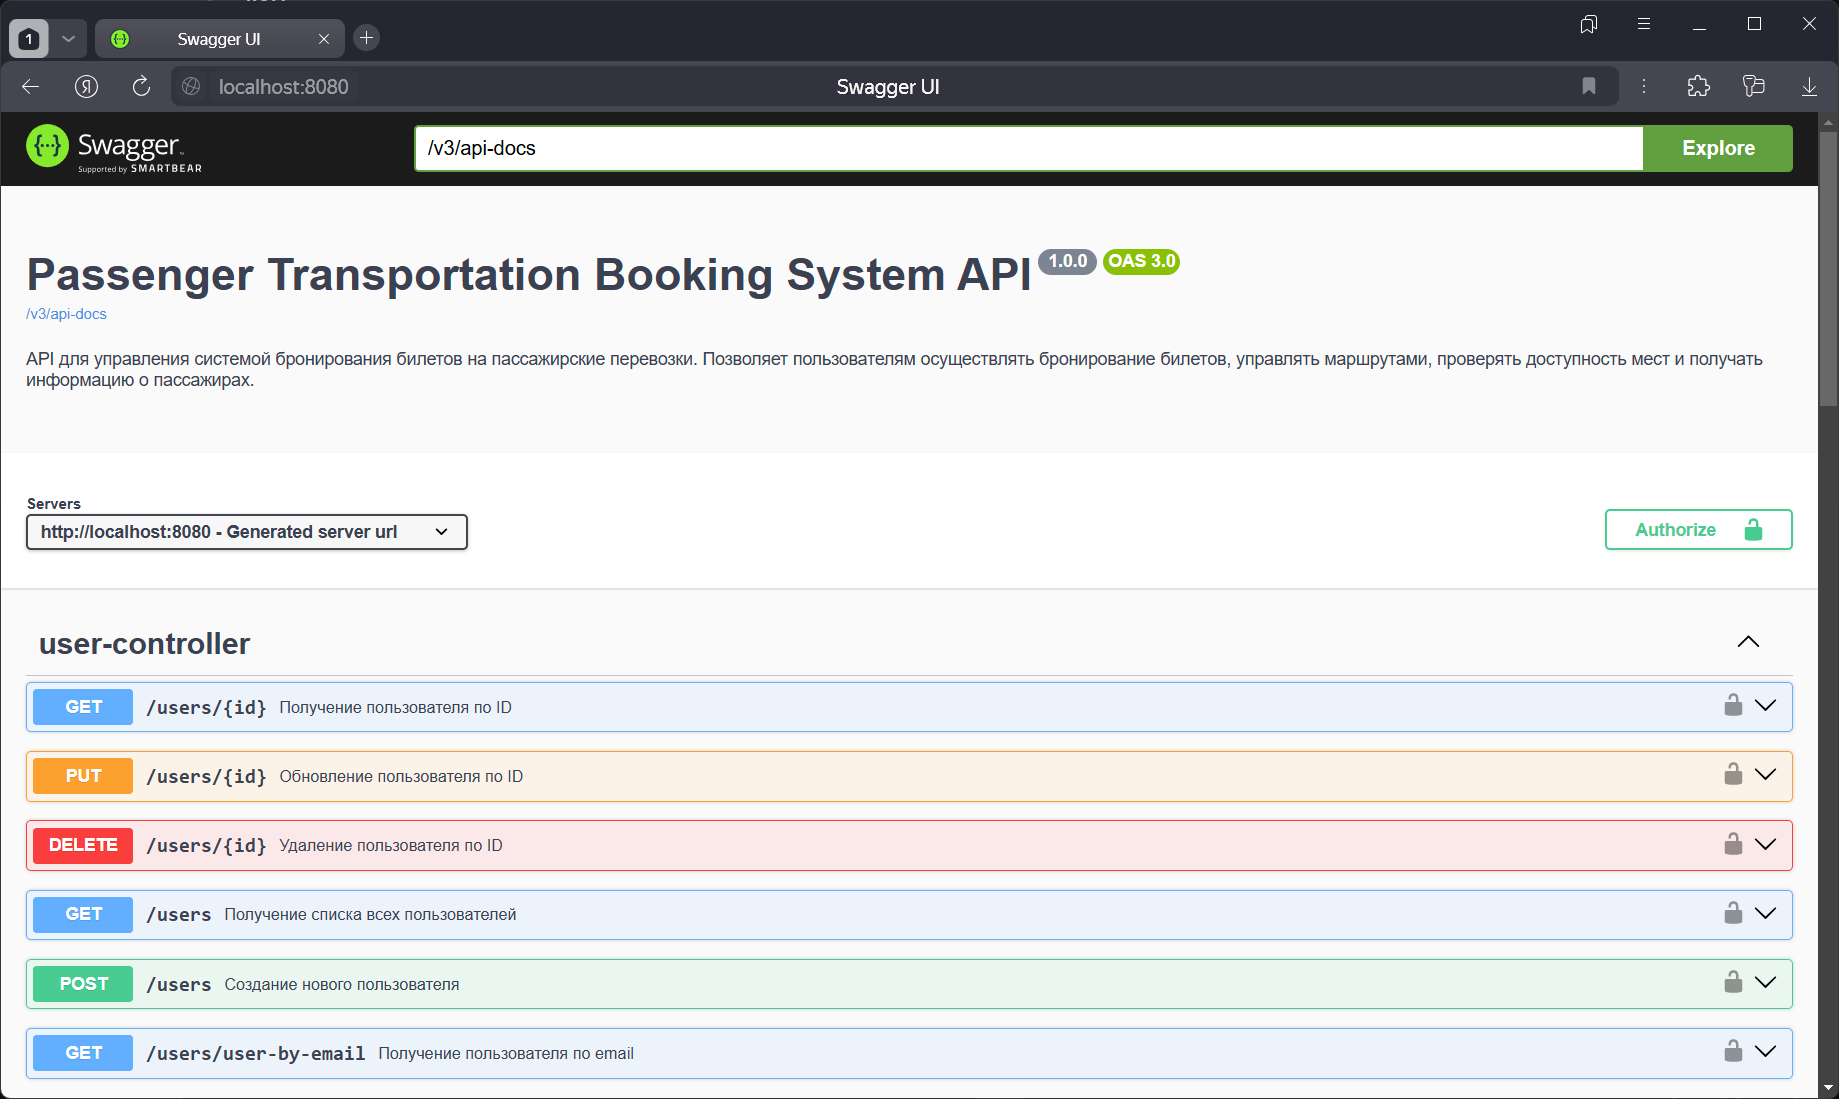 1
Swagger UI
Я
localhost:8080
Swagger UI
Swagger
Supported by SMARTBEAR
/v3/api-docs
Explore
Passenger Transportation Booking System API
1.0.0
OAS 3.0
/v3/api-docs
API для управления системой бронирования билетов на пассажирские перевозки. Позволяет пользователям осуществлять бронирование билетов, управлять маршрутами, проверять доступность мест и получать
информацию о пассажирах.
Servers
http://localhost:8080 - Generated server url
Authorize
user-controller
GET /users/{id} Получение пользователя по ID
PUT /users/{id} Обновление пользователя по ID
DELETE /users/{id} Удаление пользователя по ID
GET /users Получение списка всех пользователей
POST /users Создание нового пользователя
GET /users/user-by-email Получение пользователя по email